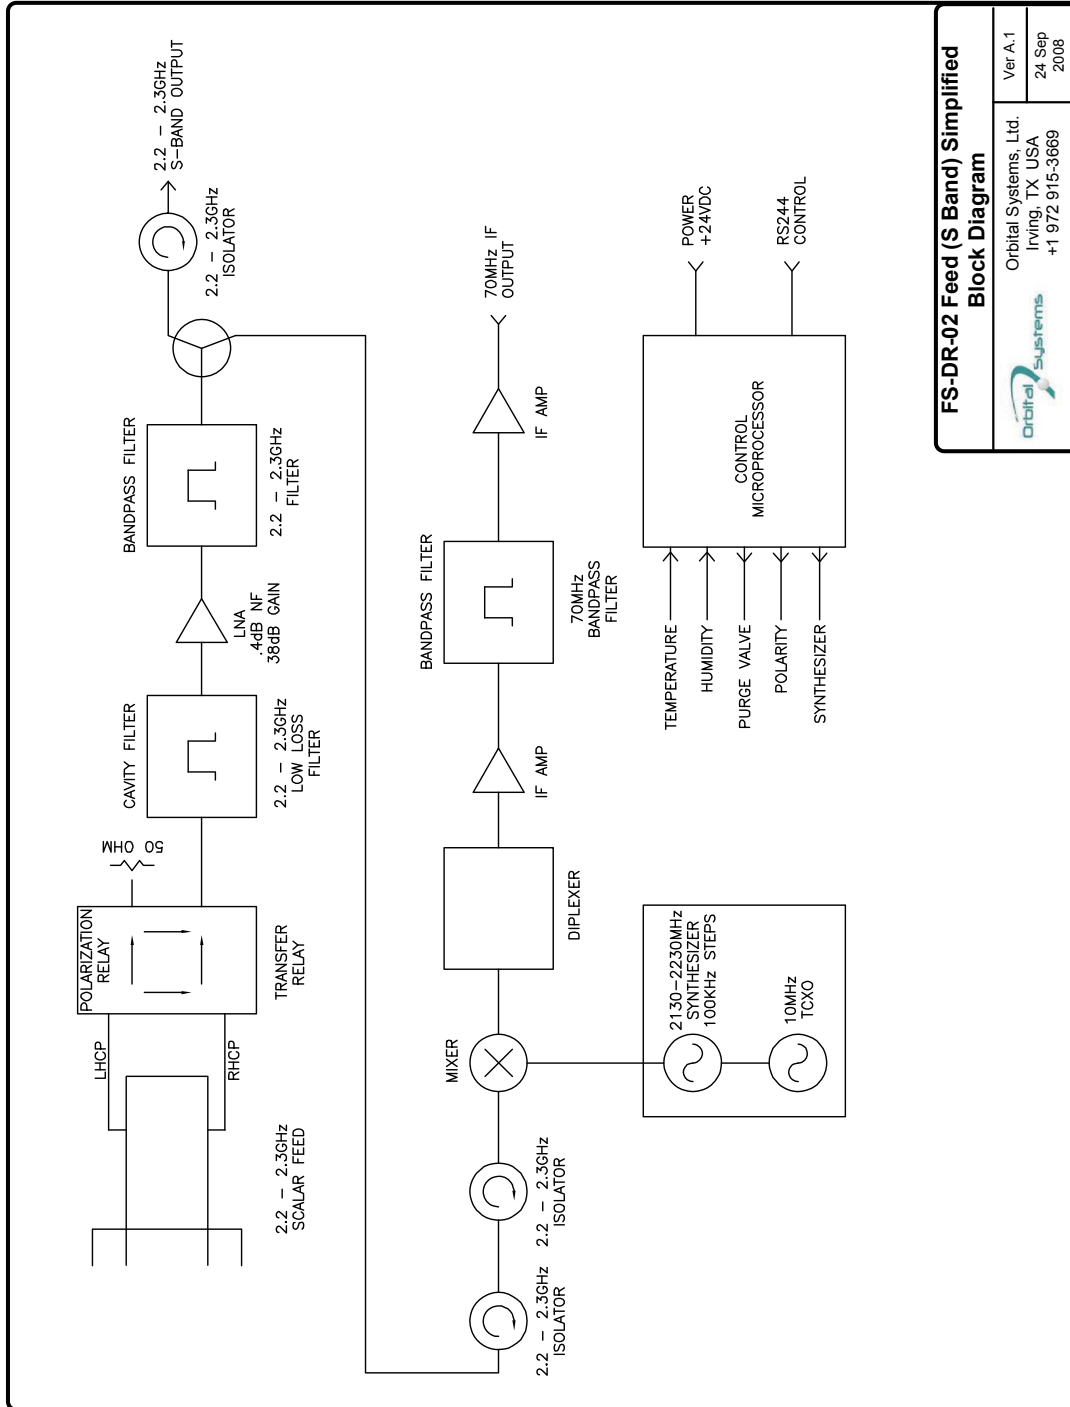 2.2 – 2.3GHz
SCALAR FEED
LHCP
RHCP
POLARIZATION
RELAY
TRANSFER
RELAY
50 OHM
CAVITY FILTER
2.2 – 2.3GHz
LOW LOSS
FILTER
LNA
.4dB NF
38dB GAIN
BANDPASS FILTER
2.2 – 2.3GHz
FILTER
2.2 – 2.3GHz
ISOLATOR
2.2 – 2.3GHz
S–BAND OUTPUT
2.2 – 2.3GHz
ISOLATOR
2.2 – 2.3GHz
ISOLATOR
MIXER
DIPLEXER
IF AMP
BANDPASS FILTER
70MHz
BANDPASS
FILTER
IF AMP
70MHz IF
OUTPUT
2130–2230MHz
SYNTHESIZER
100KHz STEPS
10MHz
TCXO
TEMPERATURE
HUMIDITY
PURGE VALVE
POLARITY
SYNTHESIZER
CONTROL
MICROPROCESSOR
POWER
+24VDC
RS244
CONTROL
FS-DR-02 Feed (S Band) Simplified
Block Diagram
Orbital systems
Orbital Systems, Ltd.
Irving, TX USA
+1 972 915-3669
Ver A.1
24 Sep
2008